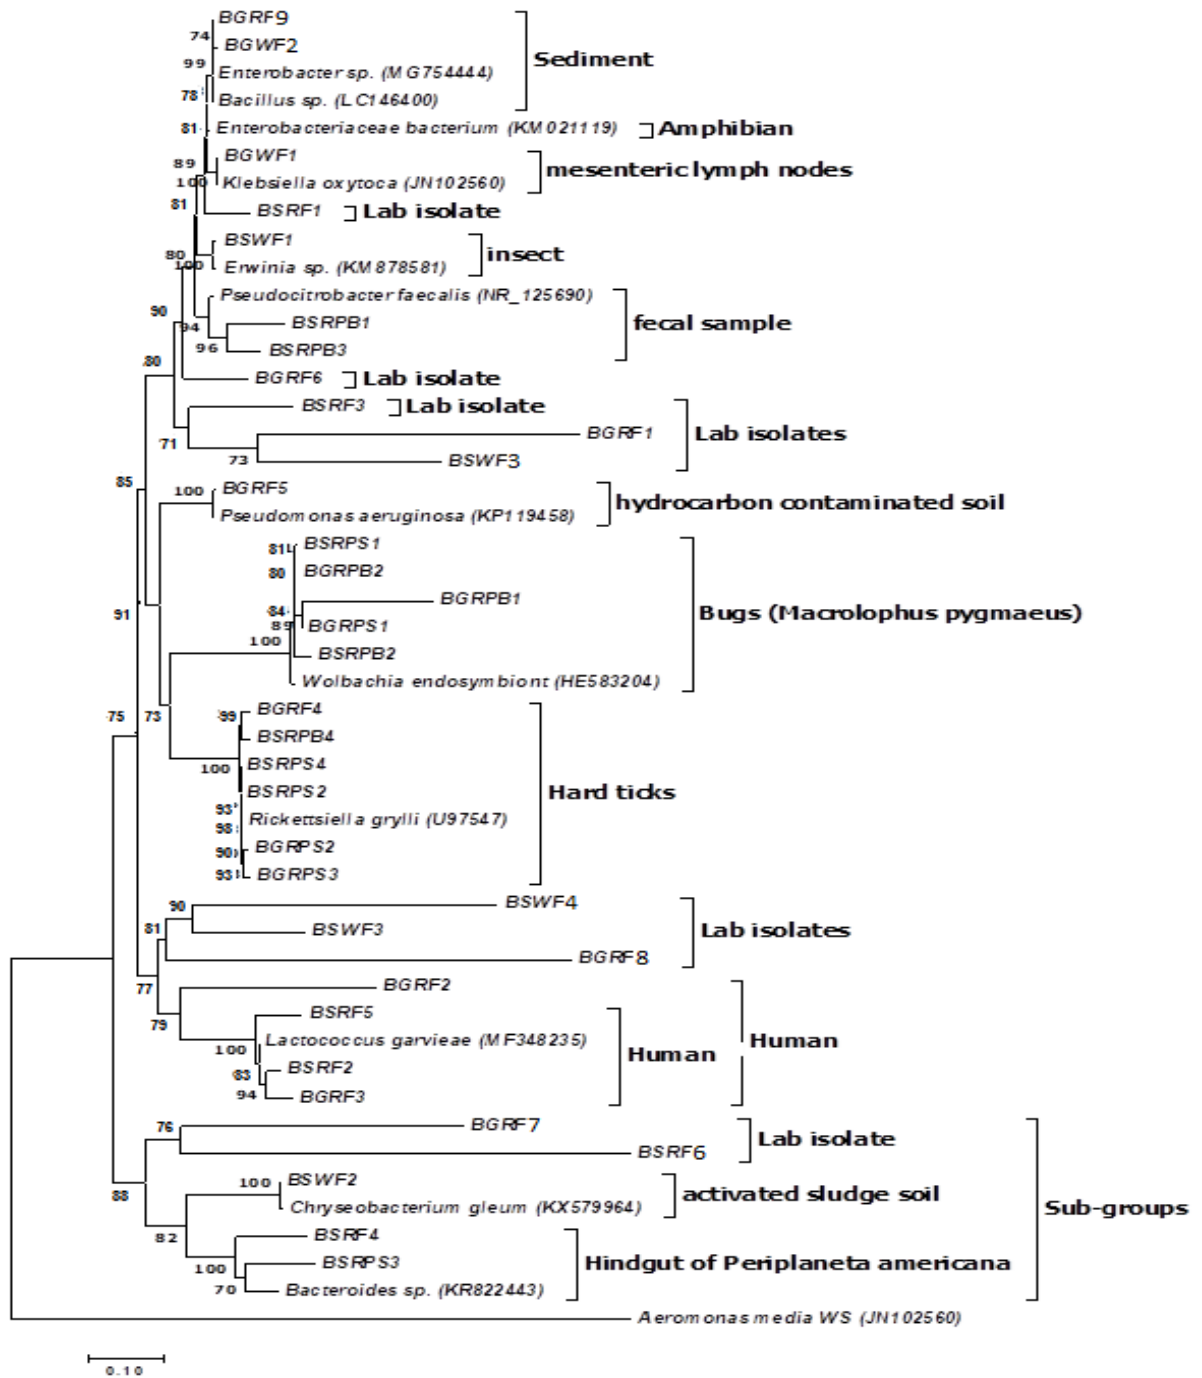 BGRF9
74
BGWF2
Sediment
99
Enterobacter sp. (MG754444)
78
Bacillus sp. (LC146400)
81
Enterobacteriaceae bacterium (KM021119)
Amphibian
BGWF1
89
mesenteric lymph nodes
100
Klebsiella oxytoca (JN102560)
81
BSRF1
Lab isolate
BSWF1
80
insect
100
Erwinia sp. (KM878581)
Pseudocitrobacter faecalis (NR_125690)
90
94
BSRPB1
fecal sample
96
BSRPB3
80
BGRF6
Lab isolate
BSRF3
Lab isolate
71
BGRF1
Lab isolates
73
BSWF3
85
100
BGRF5
hydrocarbon contaminated soil
Pseudomonas aeruginosa (KP119458)
81
BSRPS1
80
BGRPB2
91
84
BGRPB1
Bugs (Macrolophus pygmaeus)
89
BGRPS1
100
BSRPB2
Wolbachia endosymbiont (HE583204)
75
73
99
BGRF4
BSRPB4
100
BSRPS4
BSRPS2
Hard ticks
93
Rickettsiella grylli (U97547)
98
90
BGRPS2
93
BGRPS3
90
BSWF4
81
BSWF3
Lab isolates
BGRF8
77
BGRF2
79
BSRF5
100
Lactococcus garvieae (MF348235)
Human
Human
83
BSRF2
94
BGRF3
76
BGRF7
Lab isolate
BSRF6
88
100
BSWF2
activated sludge soil
Chryseobacterium gleum (KX579964)
Sub-groups
82
BSRF4
100
BSRPS3
Hindgut of Periplaneta americana
70
Bacteroides sp. (KR822443)
Aeromonas media WS (JN102560)
0.10